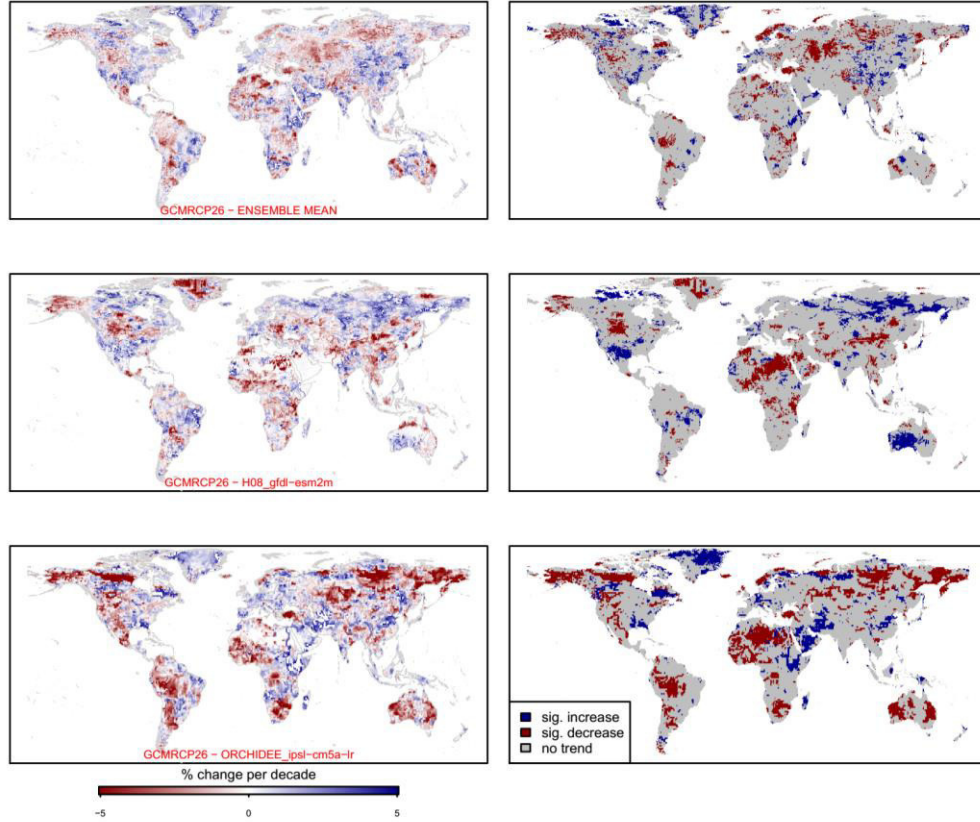 GCMRCP26 − ENSEMBLE MEAN
GCMRCP26 − H08_gfdl−esm2m
GCMRCP26 − ORCHIDEE_ipsl−cm5a−lr
sig. increase
sig. decrease
no trend
% change per decade
−5
0
5